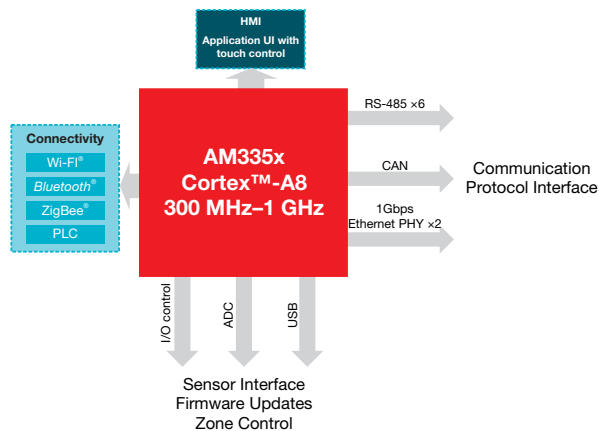 HMI
Application UI with
touch control
Connectivity
Wi-FI®
Bluetooth®
ZigBee®
PLC
AM335x
Cortex™-A8
300 MHz–1 GHz
RS-485 ×6
CAN
1Gbps
Ethernet PHY ×2
Communication
Protocol Interface
I/O control
ADC
USB
Sensor Interface
Firmware Updates
Zone Control